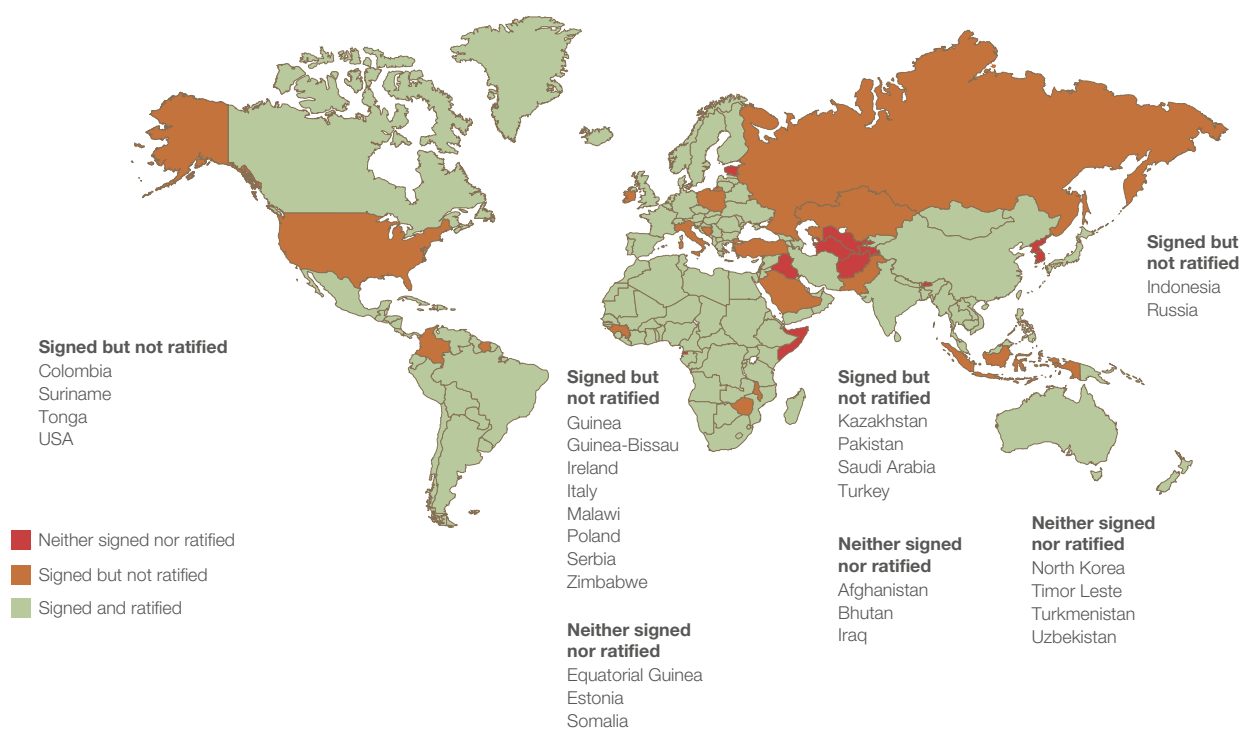 Signed but not ratified
Colombia
Suriname
Tonga
USA
Neither signed nor ratified
Signed but not ratified
Signed and ratified
Signed but
not ratified
Guinea
Guinea-Bissau
Ireland
Italy
Malawi
Poland
Serbia
Zimbabwe
Neither signed
nor ratified
Equatorial Guinea
Estonia
Somalia
Signed but
not ratified
Kazakhstan
Pakistan
Saudi Arabia
Turkey
Neither signed
nor ratified
Afghanistan
Bhutan
Iraq
Neither signed
nor ratified
North Korea
Timor Leste
Turkmenistan
Uzbekistan
Signed but
not ratified
Indonesia
Russia